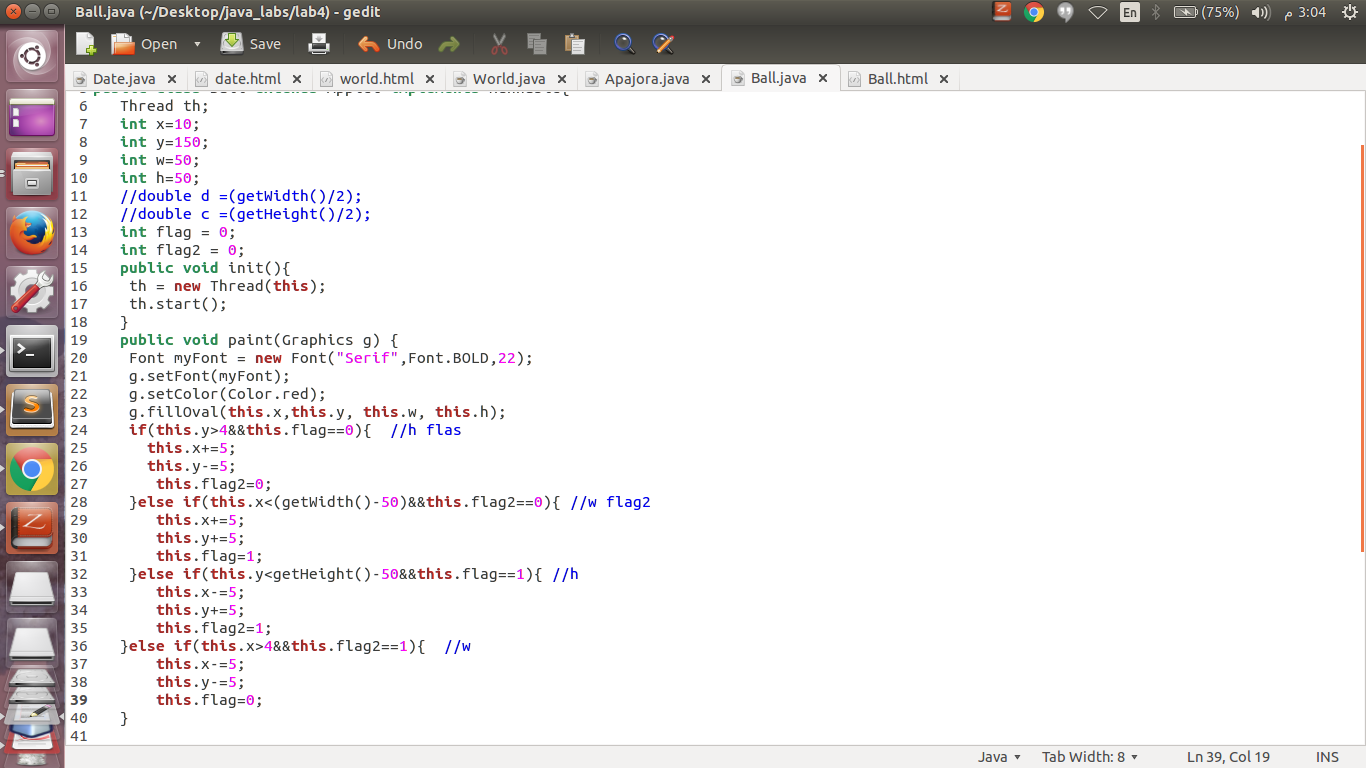 Ball.java (~/Desktop/java_labs/lab4) - gedit
En (75%) 3:04 م
Open Save Undo
Date.java date.html world.html World.java Apajora.java Ball.java Ball.html
6 Thread th;
7 int x=10;
8 int y=150;
9 int w=50;
10 int h=50;
11 //double d =(getWidth()/2);
12 //double c =(getHeight()/2);
13 int flag = 0;
14 int flag2 = 0;
15 public void init(){
16 th = new Thread(this);
17 th.start();
18 }
19 public void paint(Graphics g) {
20 Font myFont = new Font("Serif",Font.BOLD,22);
21 g.setFont(myFont);
22 g.setColor(Color.red);
23 g.fillOval(this.x,this.y, this.w, this.h);
24 if(this.y>4&&this.flag==0){ //h flas
25 this.x+=5;
26 this.y-=5;
27 this.flag2=0;
28 }else if(this.x<(getWidth()-50)&&this.flag2==0){ //w flag2
29 this.x+=5;
30 this.y+=5;
31 this.flag=1;
32 }else if(this.y<getHeight()-50&&this.flag==1){ //h
33 this.x-=5;
34 this.y+=5;
35 this.flag2=1;
36 }else if(this.x>4&&this.flag2==1){ //w
37 this.x-=5;
38 this.y-=5;
39 this.flag=0;
40 }
41
Java Tab Width: 8 Ln 39, Col 19 INS